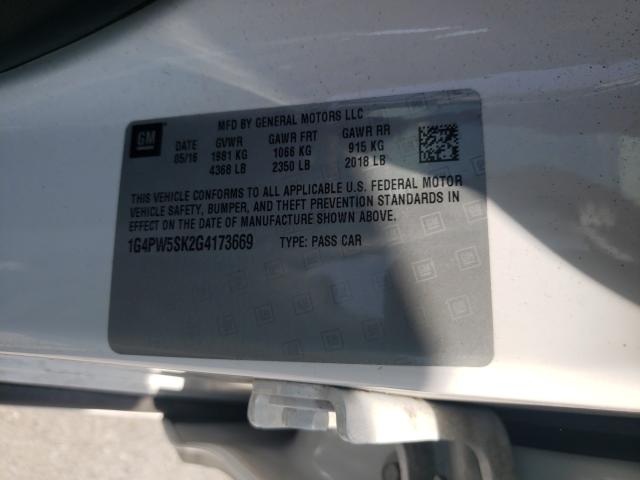 GM
MFD BY GENERAL MOTORS LLC
DATE GVWR GAWR FRT GAWR RR
05/16 1981 KG 1066 KG 915 KG
4368 LB 2350 LB 2018 LB
THIS VEHICLE CONFORMS TO ALL APPLICABLE U.S. FEDERAL MOTOR
VEHICLE SAFETY, BUMPER, AND THEFT PREVENTION STANDARDS IN
EFFECT ON THE DATE OF MANUFACTURE SHOWN ABOVE.
1G4PW5SK2G4173669 TYPE: PASS CAR